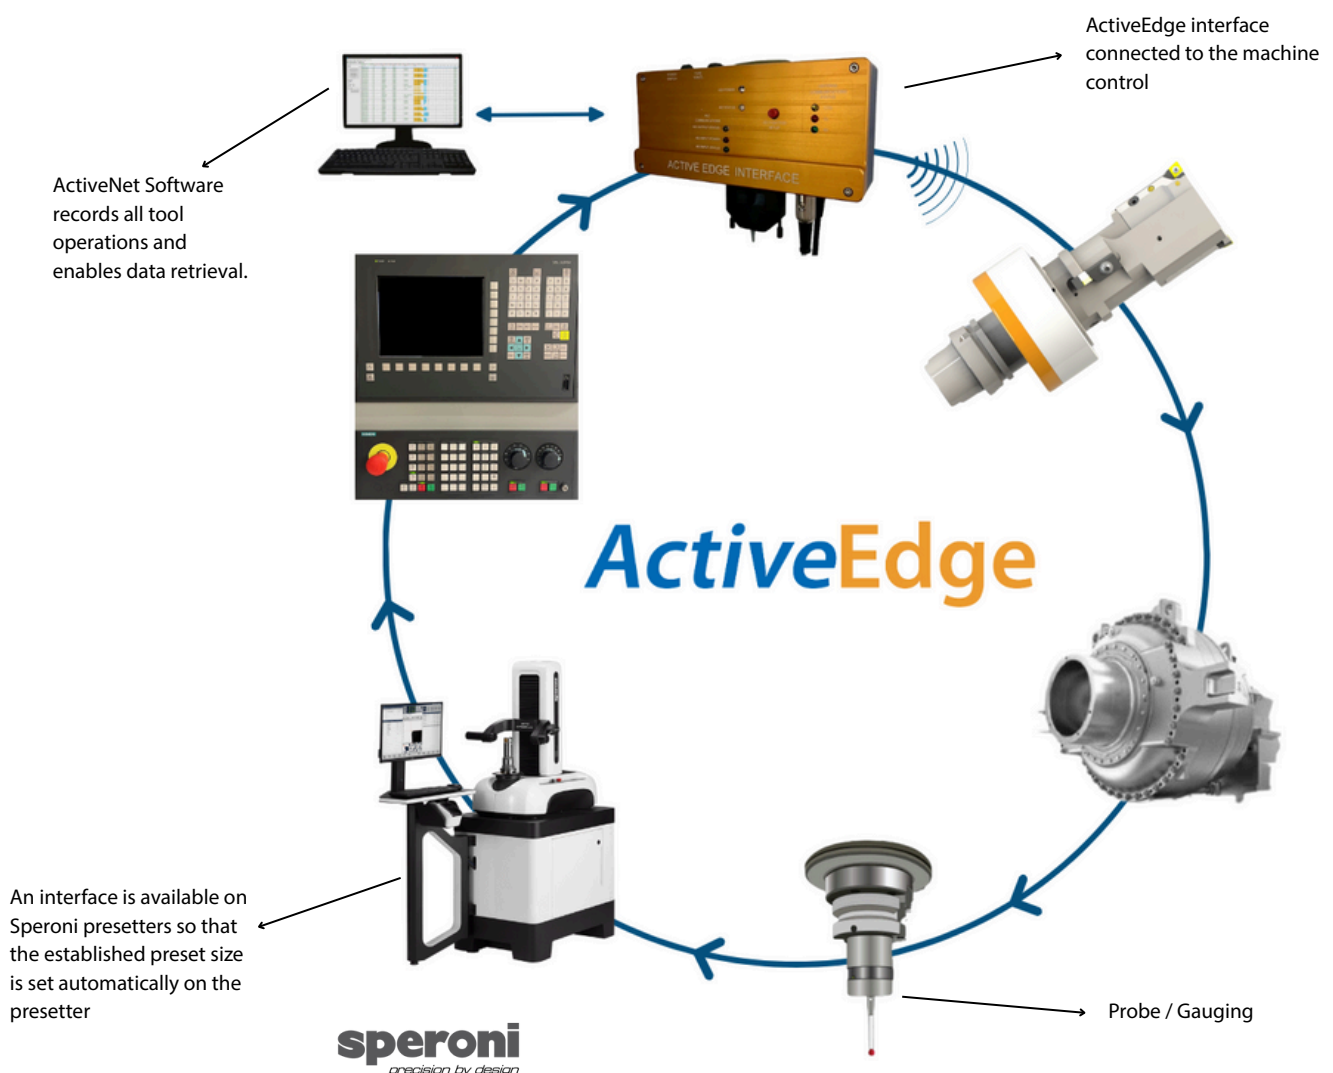 ActiveEdge interface
connected to the machine
control
ACTIVE EDGE INTERFACE
ActiveNet Software
records all tool
operations and
enables data retrieval.
ActiveEdge
An interface is available on
Speroni presetters so that
the established preset size
is set automatically on the
presetter
Probe / Gauging
speroni
precision by design